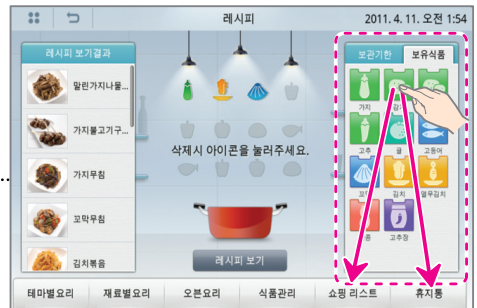 레시피
2011. 4. 11. 오전 1:54
레시피 보기결과
말린가지나물...
가지불고기구...
가지무침
꼬막무침
김치볶음
삭제시 아이콘을 눌러주세요.
레시피 보기
보관기한
보유식품
가지
고추
귤
고등어
김치
열무김치
고추장
테마별요리
재료별요리
오븐요리
식품관리
쇼핑 리스트
휴지통
..